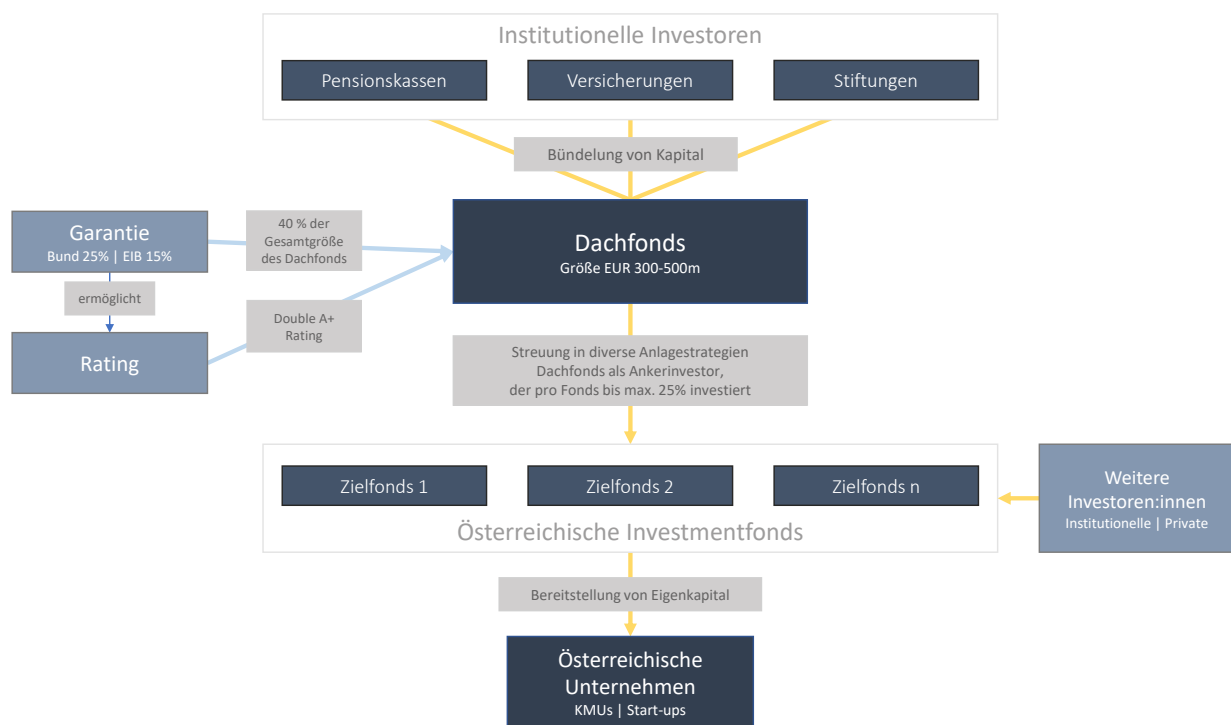 Institutionelle Investoren
Pensionskassen
Versicherungen
Stiftungen
Bündelung von Kapital
Garantie
Bund 25% | EIB 15%
40 % der
Gesamtgröße
des Dachfonds
Dachfonds
Größe EUR 300-500m
ermöglicht
Double A+
Rating
Rating
Streuung in diverse Anlagestrategien
Dachfonds als Ankerinvestor,
der pro Fonds bis max. 25% investiert
Zielfonds 1
Zielfonds 2
Zielfonds n
Österreichische Investmentfonds
Weitere
Investoren:innen
Institutionelle | Private
Bereitstellung von Eigenkapital
Österreichische
Unternehmen
KMUs | Start-ups